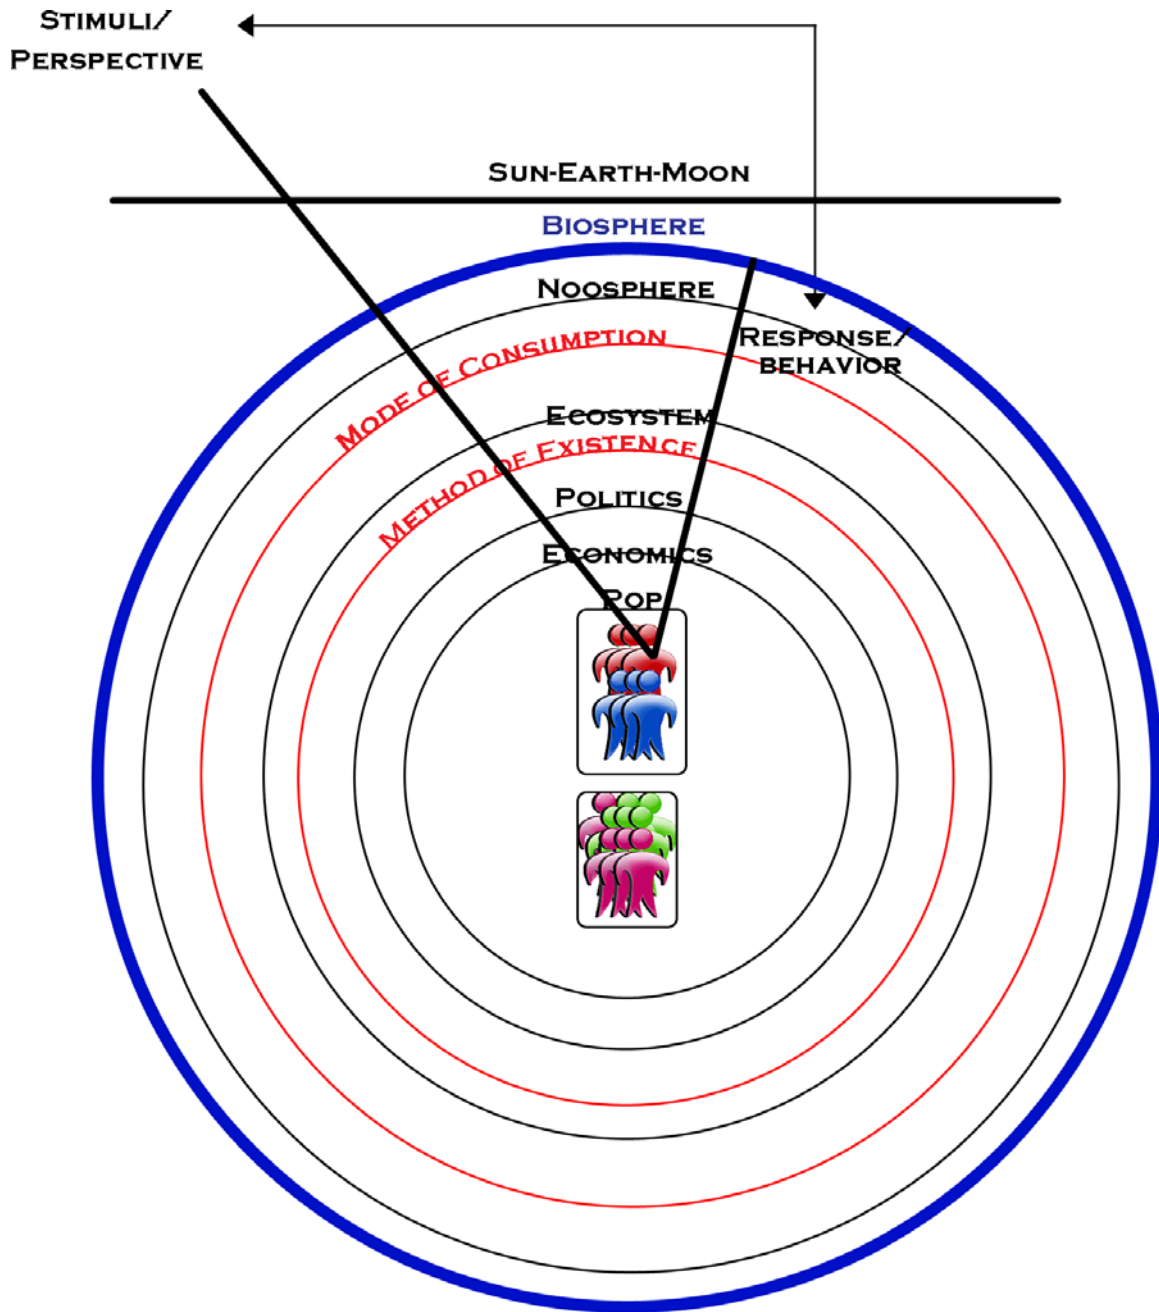 STIMULI/
PERSPECTIVE
SUN-EARTH-MOON
BIOSPHERE
NOOSPHERE
RESPONSE/
BEHAVIOR
MODE OF CONSUMPTION
ECOSYSTEM
METHOD OF EXISTENCE
POLITICS
ECONOMICS
POP